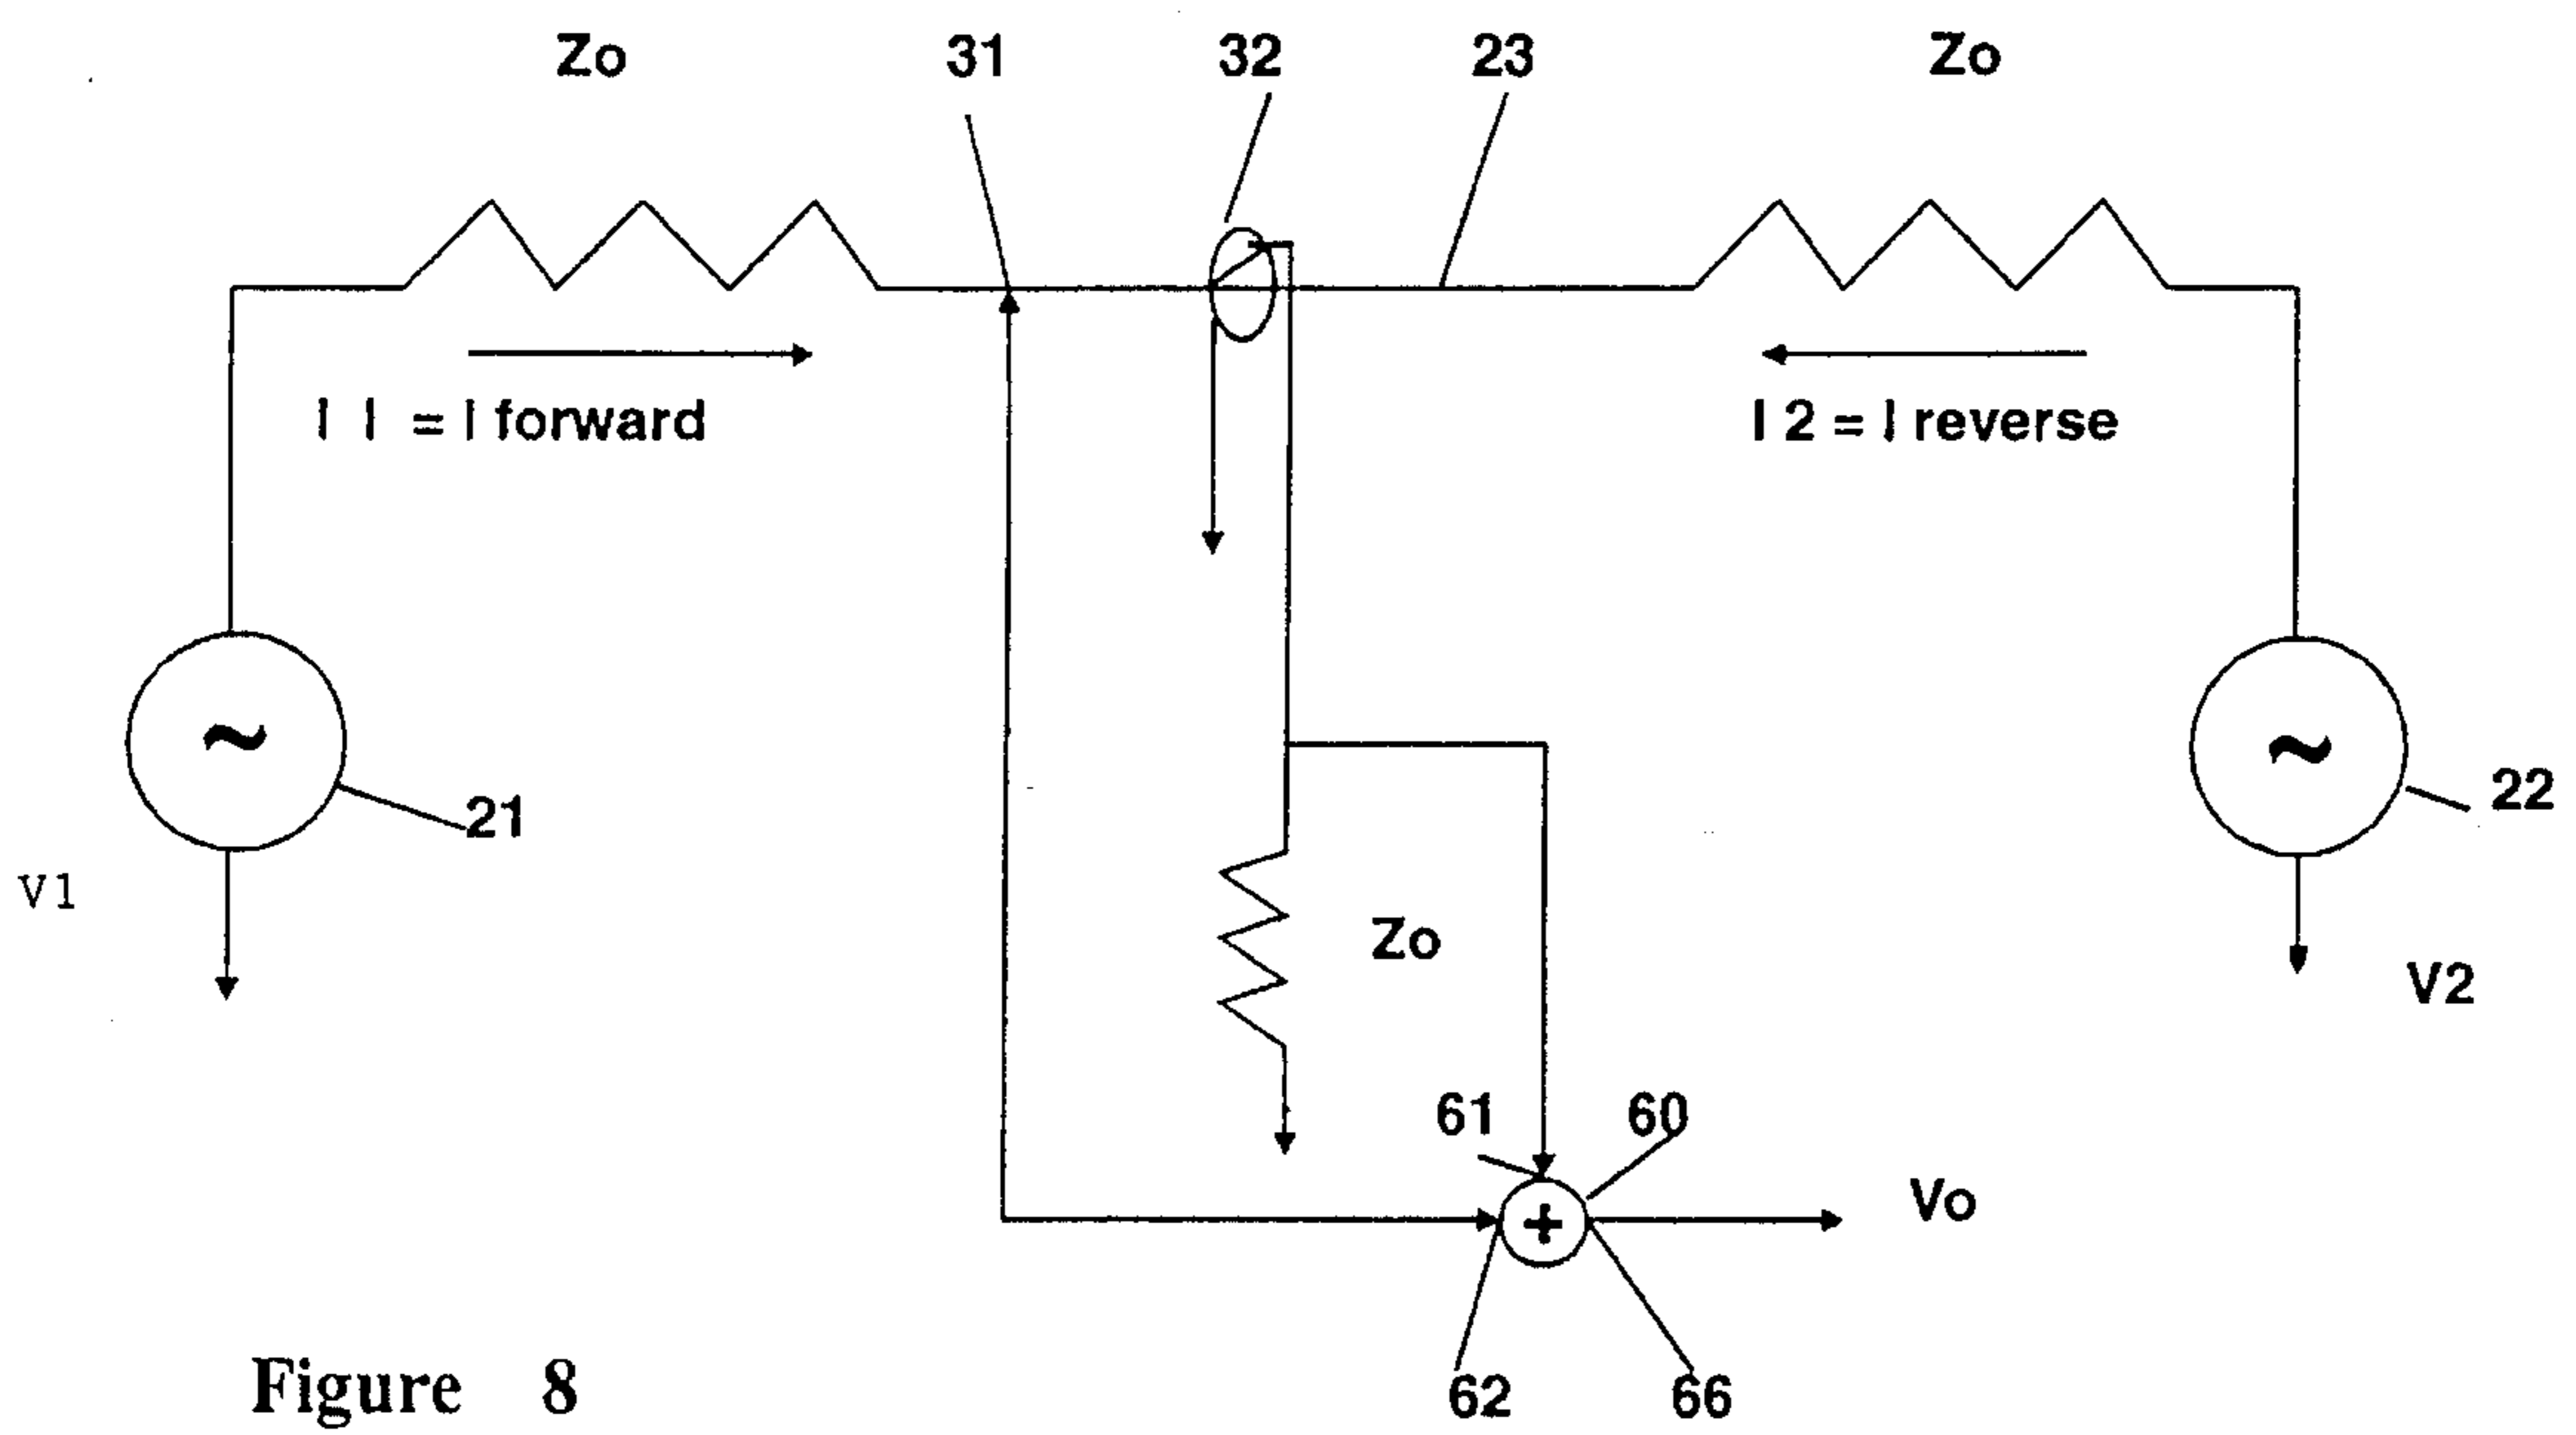 Zo 31 32 23 Zo
I I = I forward
I 2 = I reverse
21
22
V1
Zo
V2
61 60
Vo
62 66
Figure 8